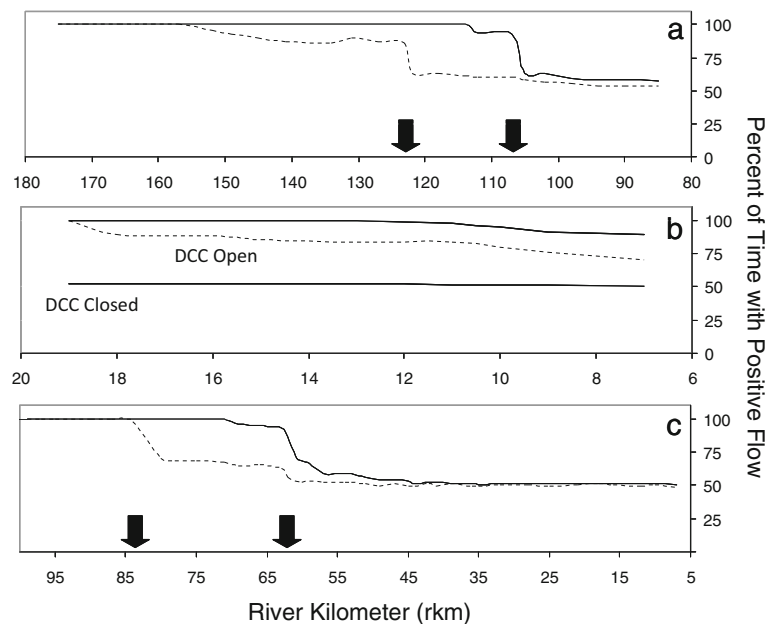 a
100
75
50
25
0
180 170 160 150 140 130 120 110 100 90 80
b
100
75
50
25
0
DCC Open
DCC Closed
20 18 16 14 12 10 8 6
c
100
75
50
25
95 85 75 65 55 45 35 25 15 5
River Kilometer (rkm)
Percent of Time with Positive Flow